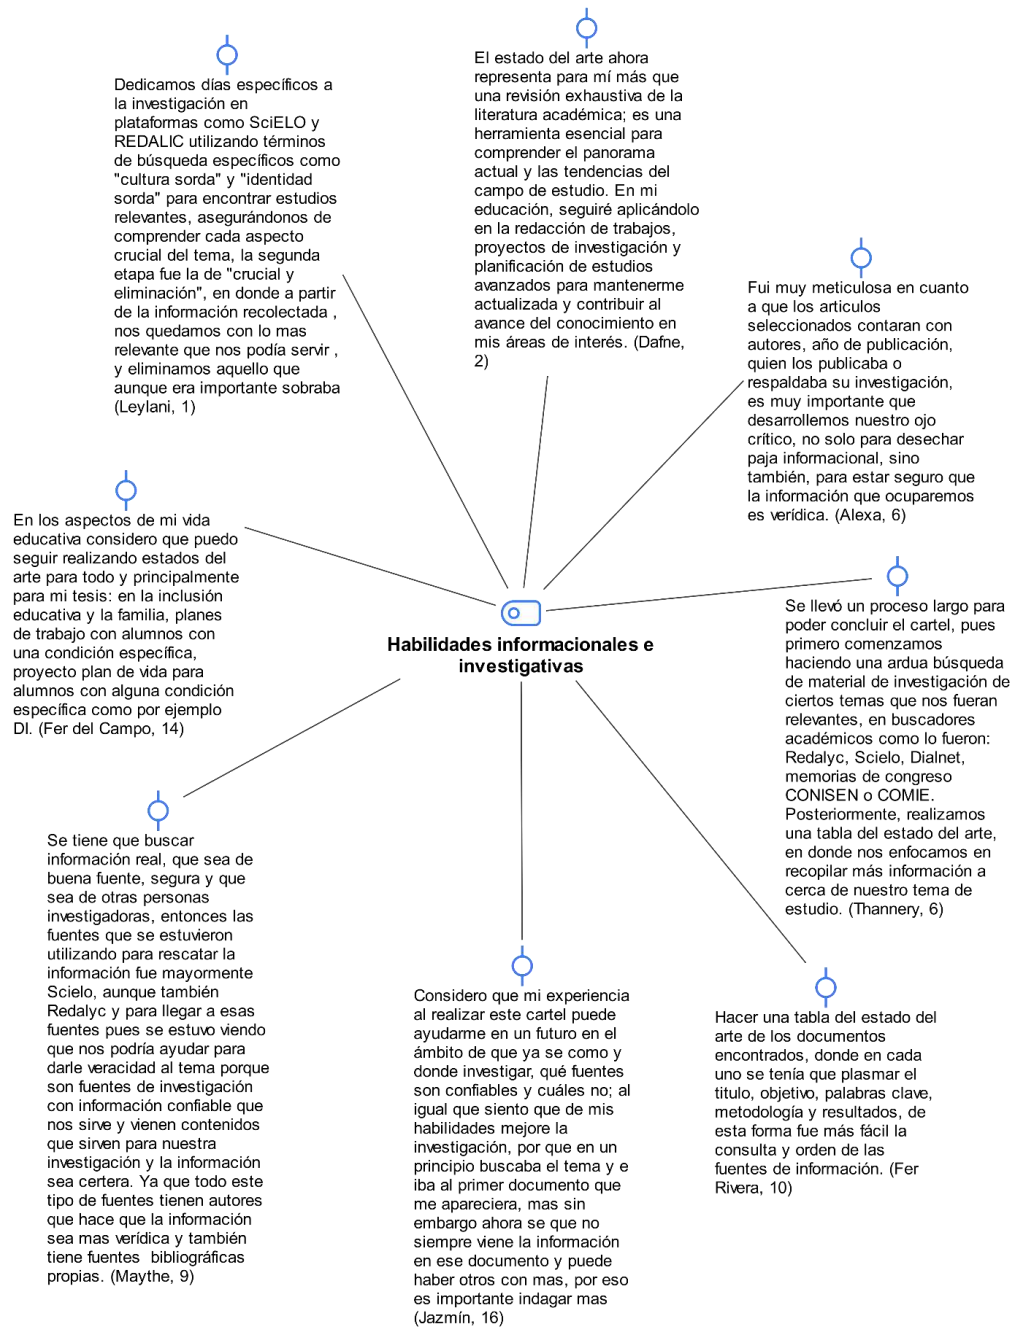 Dedicamos días específicos a
la investigación en
plataformas como SciELO y
REDALIC utilizando términos
de búsqueda específicos como
"cultura sorda" y "identidad
sorda" para encontrar estudios
relevantes, asegurándonos de
comprender cada aspecto
crucial del tema, la segunda
etapa fue la de "crucial y
eliminación", en donde a partir
de la información recolectada ,
nos quedamos con lo mas
relevante que nos podía servir ,
y eliminamos aquello que
aunque era importante sobraba
(Leylani, 1)
El estado del arte ahora
representa para mí más que
una revisión exhaustiva de la
literatura académica; es una
herramienta esencial para
comprender el panorama
actual y las tendencias del
campo de estudio. En mi
educación, seguiré aplicándolo
en la redacción de trabajos,
proyectos de investigación y
planificación de estudios
avanzados para mantenerme
actualizada y contribuir al
avance del conocimiento en
mis áreas de interés. (Dafne,
2)
Fui muy meticulosa en cuanto
a que los articulos
seleccionados contaran con
autores, año de publicación,
quien los publicaba o
respaldaba su investigación,
es muy importante que
desarrollemos nuestro ojo
crítico, no solo para desechar
paja informacional, sino
también, para estar seguro que
la información que ocuparemos
es verídica. (Alexa, 6)
En los aspectos de mi vida
educativa considero que puedo
seguir realizando estados del
arte para todo y principalmente
para mi tesis: en la inclusión
educativa y la familia, planes
de trabajo con alumnos con
una condición específica,
proyecto plan de vida para
alumnos con alguna condición
específica como por ejemplo
DI. (Fer del Campo, 14)
Habilidades informacionales e
investigativas
Se llevó un proceso largo para
poder concluir el cartel, pues
primero comenzamos
haciendo una ardua búsqueda
de material de investigación de
ciertos temas que nos fueran
relevantes, en buscadores
académicos como lo fueron:
Redalyc, Scielo, Dialnet,
memorias de congreso
CONISEN o COMIE.
Posteriormente, realizamos
una tabla del estado del arte,
en donde nos enfocamos en
recopilar más información a
cerca de nuestro tema de
estudio. (Thannery, 6)
Se tiene que buscar
información real, que sea de
buena fuente, segura y que
sea de otras personas
investigadoras, entonces las
fuentes que se estuvieron
utilizando para rescatar la
información fue mayormente
Scielo, aunque también
Redalyc y para llegar a esas
fuentes pues se estuvo viendo
que nos podría ayudar para
darle veracidad al tema porque
son fuentes de investigación
con información confiable que
nos sirve y vienen contenidos
que sirven para nuestra
investigación y la información
sea certera. Ya que todo este
tipo de fuentes tienen autores
que hace que la información
sea mas verídica y también
tiene fuentes  bibliográficas
propias. (Maythe, 9)
Considero que mi experiencia
al realizar este cartel puede
ayudarme en un futuro en el
ámbito de que ya se como y
donde investigar, qué fuentes
son confiables y cuáles no; al
igual que siento que de mis
habilidades mejore la
investigación, por que en un
principio buscaba el tema y e
iba al primer documento que
me apareciera, mas sin
embargo ahora se que no
siempre viene la información
en ese documento y puede
haber otros con mas, por eso
es importante indagar mas
(Jazmín, 16)
Hacer una tabla del estado del
arte de los documentos
encontrados, donde en cada
uno se tenía que plasmar el
titulo, objetivo, palabras clave,
metodología y resultados, de
esta forma fue más fácil la
consulta y orden de las
fuentes de información. (Fer
Rivera, 10)